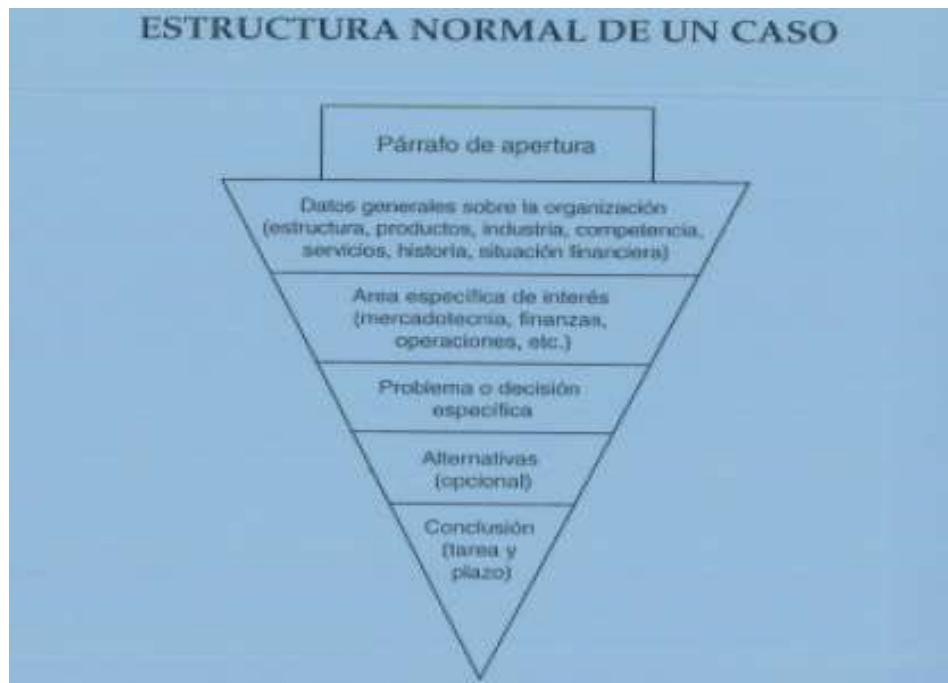 ESTRUCTURA NORMAL DE UN CASO
Párrafo de apertura
Datos generales sobre la organización
(estructura, productos, industria, competencia,
servicios, historia, situación financiera)
Area específica de interés
(mercadotecnia, finanzas,
operaciones, etc.)
Problema o decisión
específica
Alternativas
(opcional)
Conclusión
(tarea y
plazo)